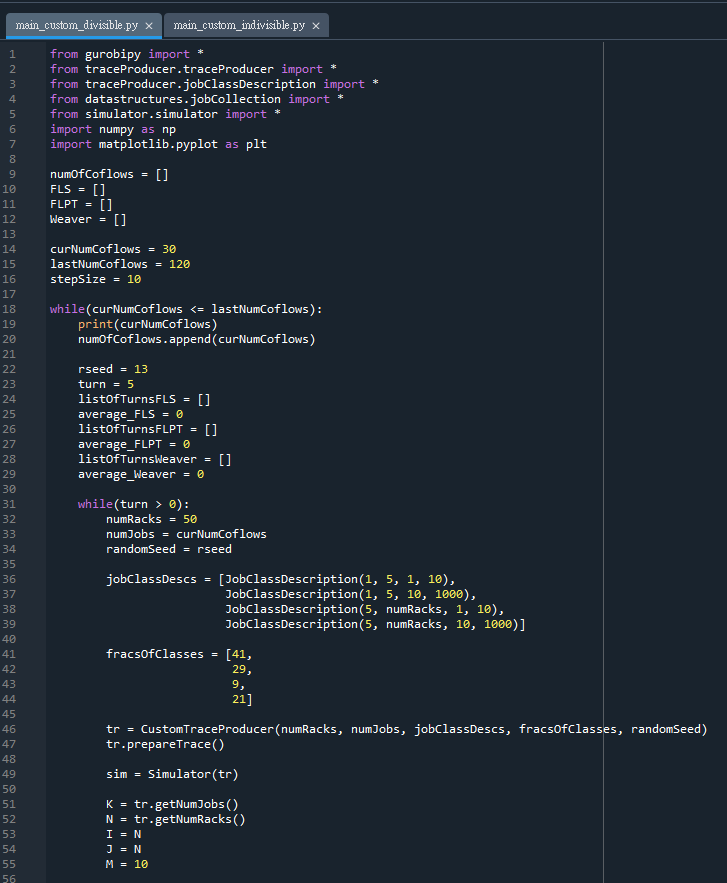 main_custom_divisible.py × main_custom_indivisible.py ×
1 from gurobipy import *
2 from traceProducer.traceProducer import *
3 from traceProducer.jobClassDescription import *
4 from datastructures.jobCollection import *
5 from simulator.simulator import *
6 import numpy as np
7 import matplotlib.pyplot as plt
8
9 numOfCoflows = []
10 FLS = []
11 FLPT = []
12 Weaver = []
13
14 curNumCoflows = 30
15 lastNumCoflows = 120
16 stepSize = 10
17
18 while(curNumCoflows <= lastNumCoflows):
19     print(curNumCoflows)
20     numOfCoflows.append(curNumCoflows)
21
22     rseed = 13
23     turn = 5
24     listOfTurnsFLS = []
25     average_FLS = 0
26     listOfTurnsFLPT = []
27     average_FLPT = 0
28     listOfTurnsWeaver = []
29     average_Weaver = 0
30
31     while(turn > 0):
32         numRacks = 50
33         numJobs = curNumCoflows
34         randomSeed = rseed
35
36         jobClassDescs = [JobClassDescription(1, 5, 1, 10),
37                          JobClassDescription(1, 5, 10, 1000),
38                          JobClassDescription(5, numRacks, 1, 10),
39                          JobClassDescription(5, numRacks, 10, 1000)]
40
41         fracsOfClasses = [41,
42                           29,
43                           9,
44                           21]
45
46         tr = CustomTraceProducer(numRacks, numJobs, jobClassDescs, fracsOfClasses, randomSeed)
47         tr.prepareTrace()
48
49         sim = Simulator(tr)
50
51         K = tr.getNumJobs()
52         N = tr.getNumRacks()
53         I = N
54         J = N
55         M = 10
56